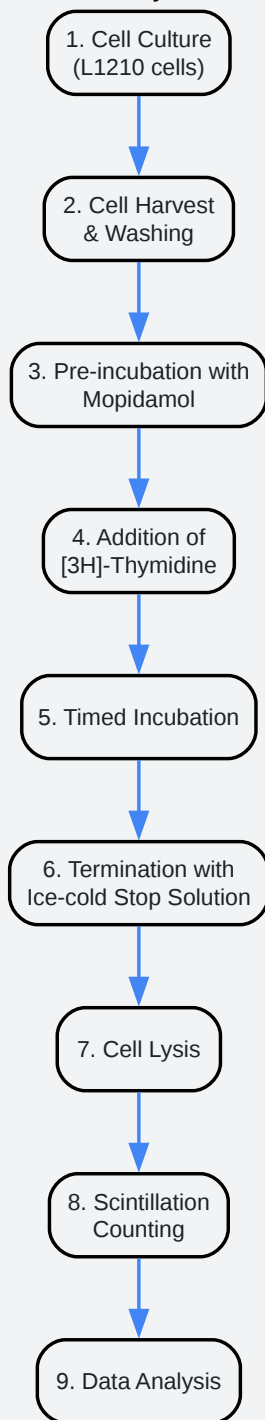 1. Cell Culture
(L1210 cells)
2. Cell Harvest
& Washing
3. Pre-incubation with
Mopidamol
4. Addition of
[3H]-Thymidine
5. Timed Incubation
6. Termination with
Ice-cold Stop Solution
7. Cell Lysis
8. Scintillation
Counting
9. Data Analysis